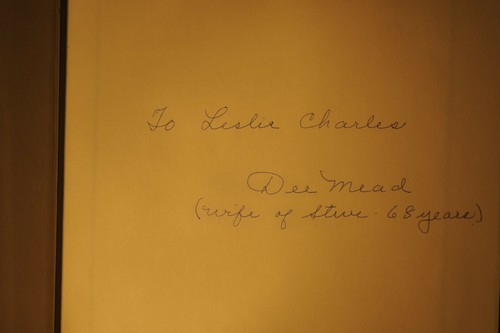 To Leslie Charles
Dee Mead
(wife of Steve - 68 years)